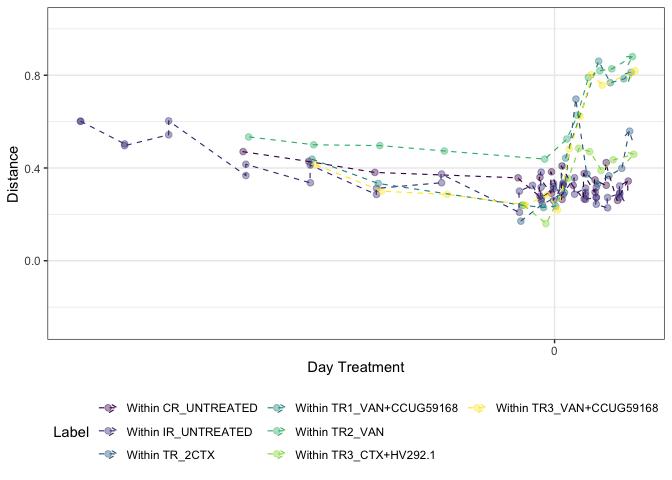 0.8
0.4
0.0
Distance
0
Day Treatment
Label
Within CR_UNTREATED
Within IR_UNTREATED
Within TR_2CTX
Within TR1_VAN+CCUG59168
Within TR2_VAN
Within TR3_CTX+HV292.1
Within TR3_VAN+CCUG59168